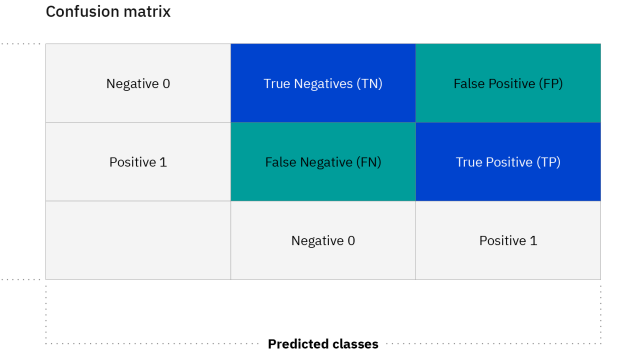 Confusion matrix
Negative 0
True Negatives (TN)
False Positive (FP)
Positive 1
False Negative (FN)
True Positive (TP)
Negative 0
Positive 1
Predicted classes